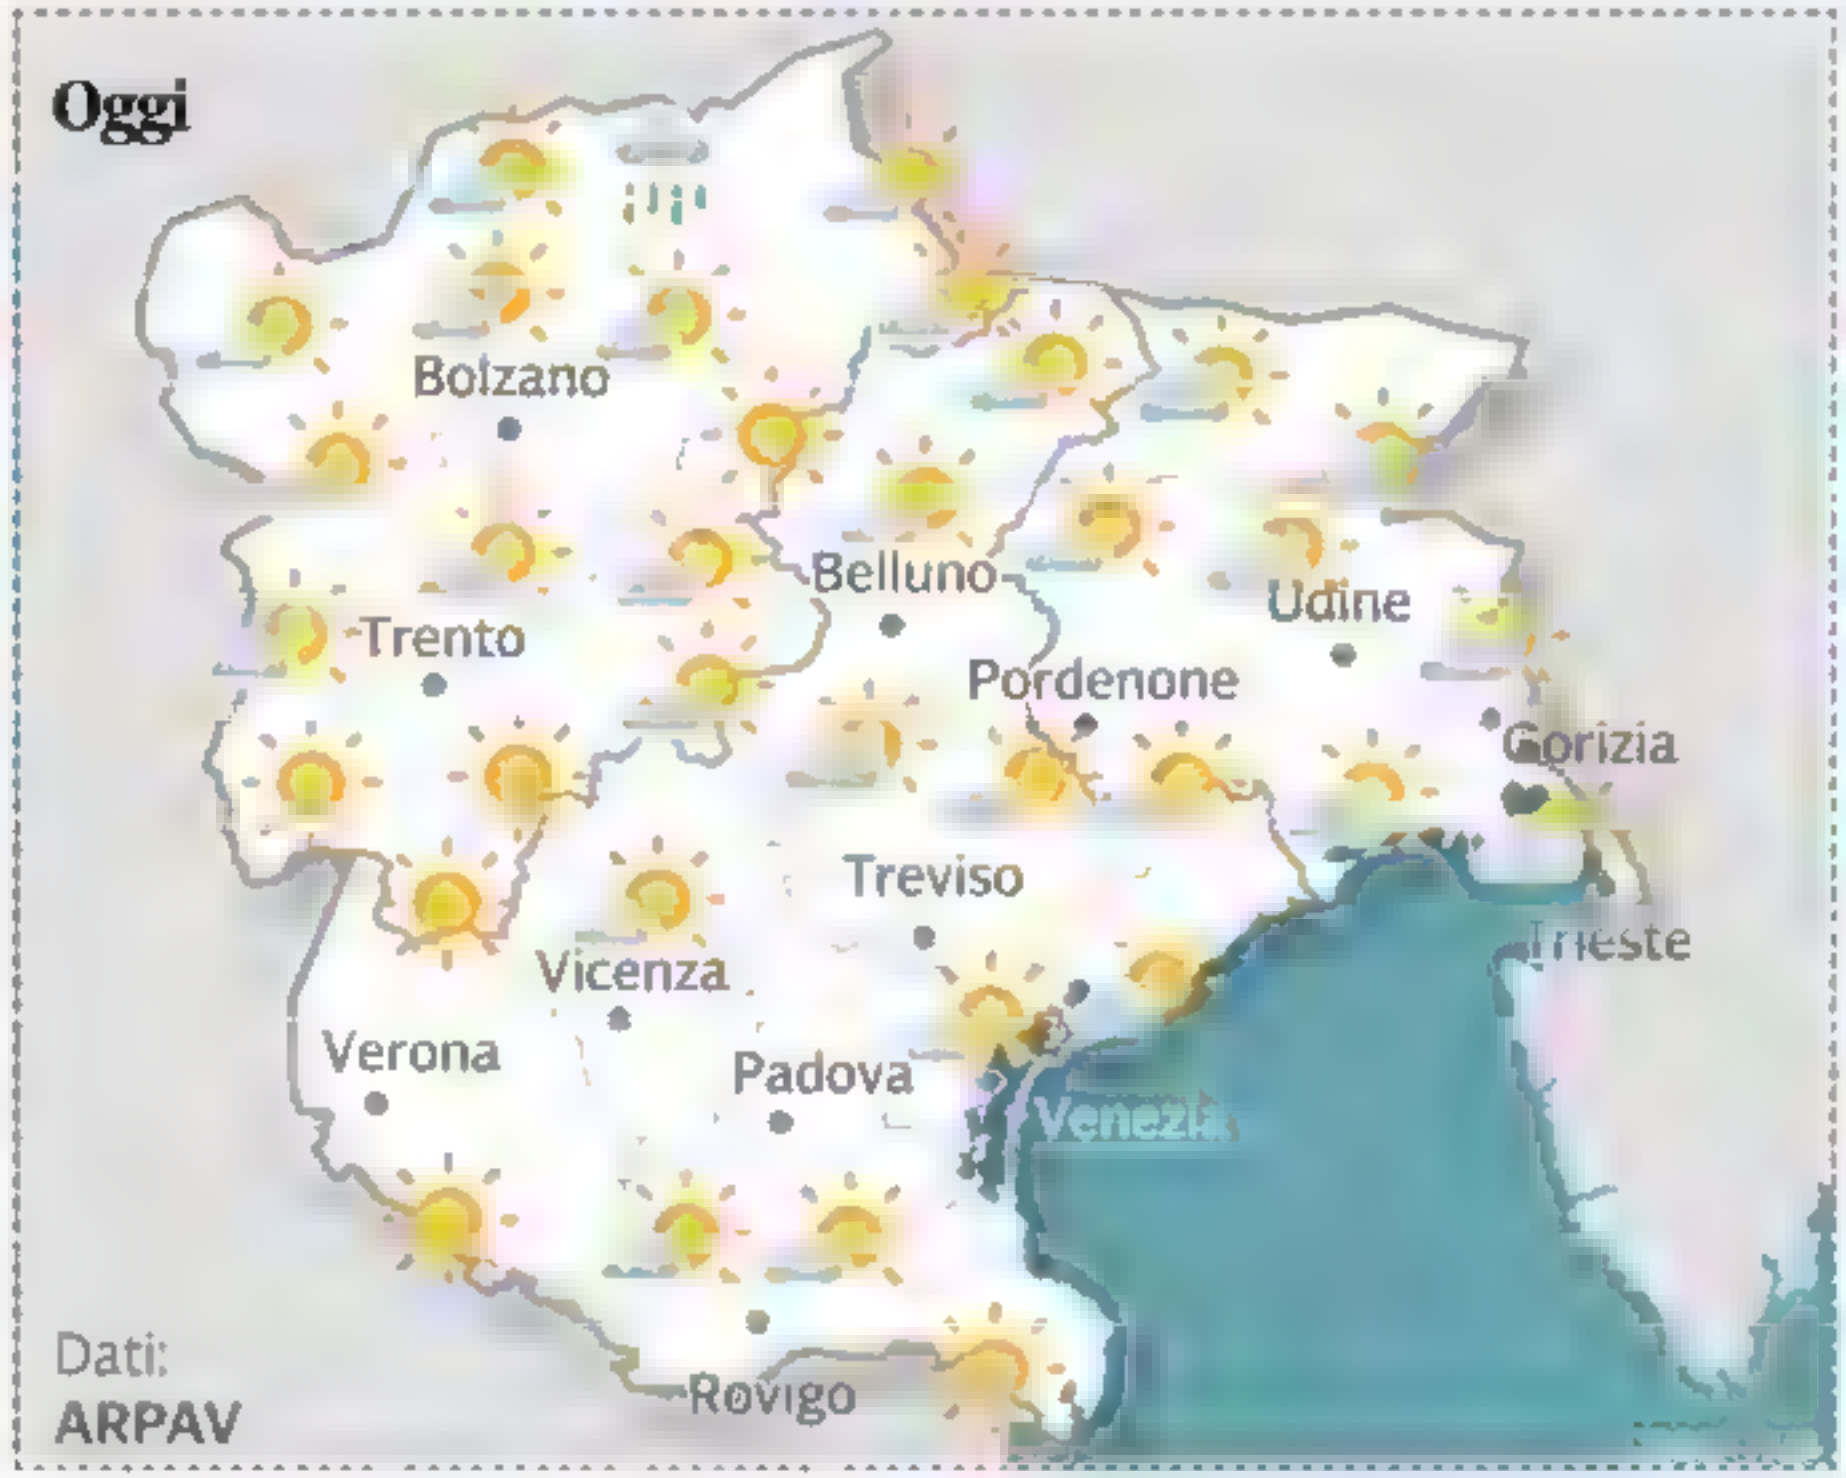 Oggi
Bolzano
Belluno
Udine
Trento
Pordenone
Gorizia
Treviso
Trieste
Vicenza
Verona
Padova
Venezia
Dati:
ARPAV
Rovigo